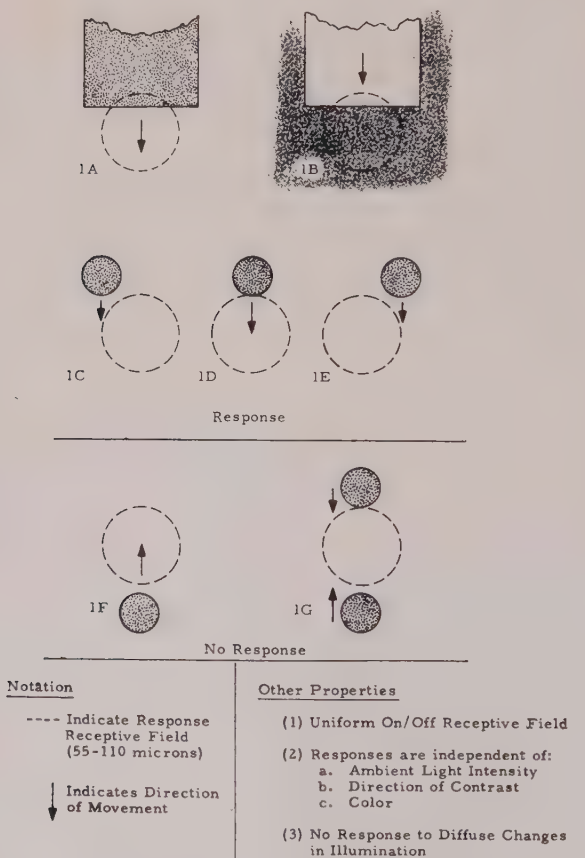 1A
1B
1C
1D
1E
Response
1F
1G
No Response
Notation
---- Indicate Response
Receptive Field
(55-110 microns)
Indicates Direction
of Movement
Other Properties
(1) Uniform On/Off Receptive Field
(2) Responses are independent of:
a. Ambient Light Intensity
b. Direction of Contrast
c. Color
(3) No Response to Diffuse Changes
in Illumination